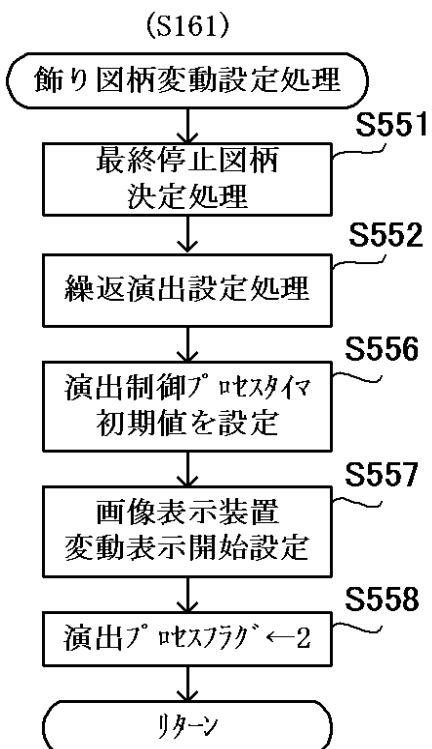 (S161)
飾り図柄変動設定処理
S551
最終停止図柄
決定処理
S552
繰返演出設定処理
S556
演出制御ﾌﾟﾛｾｽﾀｲﾏ
初期値を設定
S557
画像表示装置
変動表示開始設定
S558
演出ﾌﾟﾛｾｽﾌﾗｸﾞ←2
ﾘﾀｰﾝ